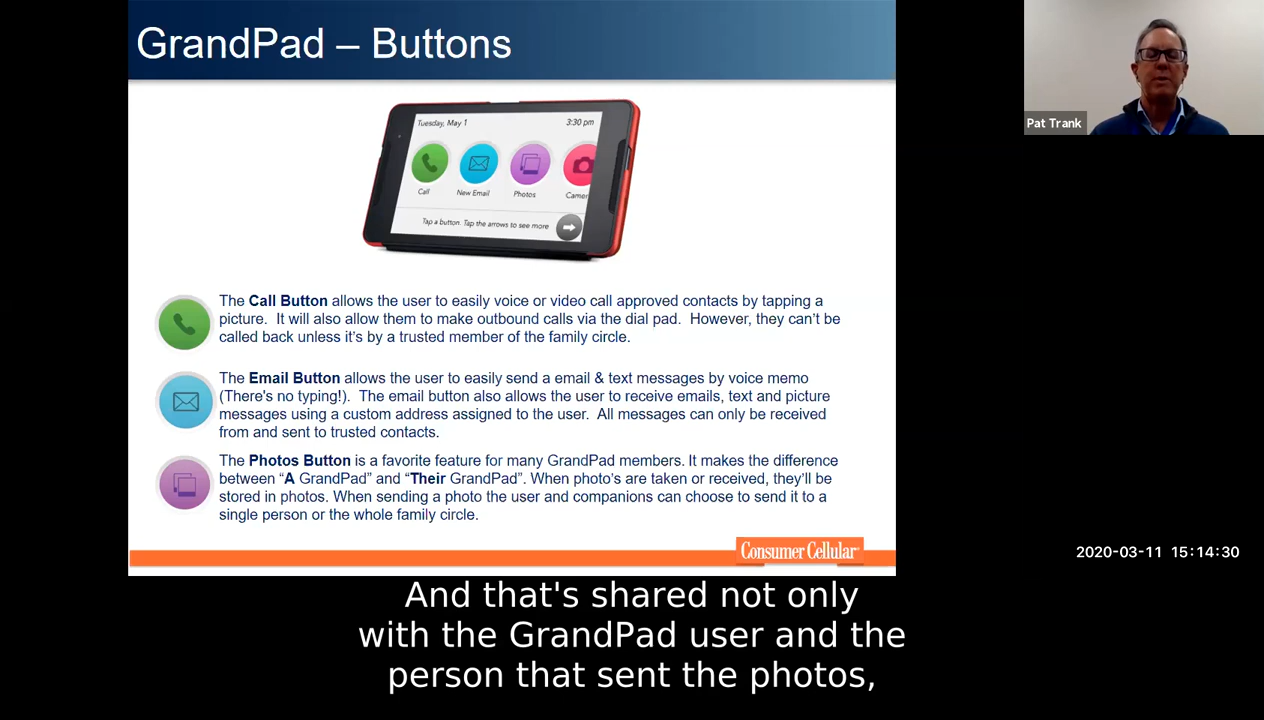 GrandPad – Buttons
Pat Trank
Tuesday, May 1
3:30 pm
Call
New Email
Photos
Camer
Tap a button. Tap the arrows to see more
The Call Button allows the user to easily voice or video call approved contacts by tapping a
picture. It will also allow them to make outbound calls via the dial pad. However, they can't be
called back unless it's by a trusted member of the family circle.
The Email Button allows the user to easily send a email & text messages by voice memo
(There's no typing!). The email button also allows the user to receive emails, text and picture
messages using a custom address assigned to the user. All messages can only be received
from and sent to trusted contacts.
The Photos Button is a favorite feature for many GrandPad members. It makes the difference
between “A GrandPad” and “Their GrandPad”. When photo's are taken or received, they'll be
stored in photos. When sending a photo the user and companions can choose to send it to a
single person or the whole family circle.
Consumer Cellular
2020-03-11 15:14:30
And that's shared not only
with the GrandPad user and the
person that sent the photos,